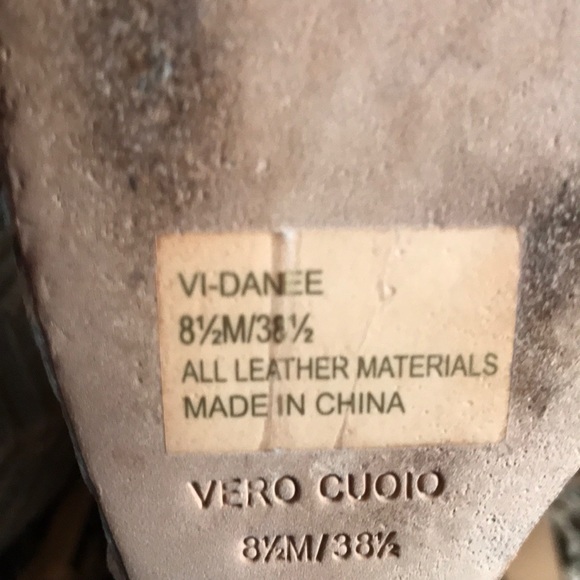 VI-DANEE
8½M/38½
ALL LEATHER MATERIALS
MADE IN CHINA
VERO CUOIO
8½M/38½